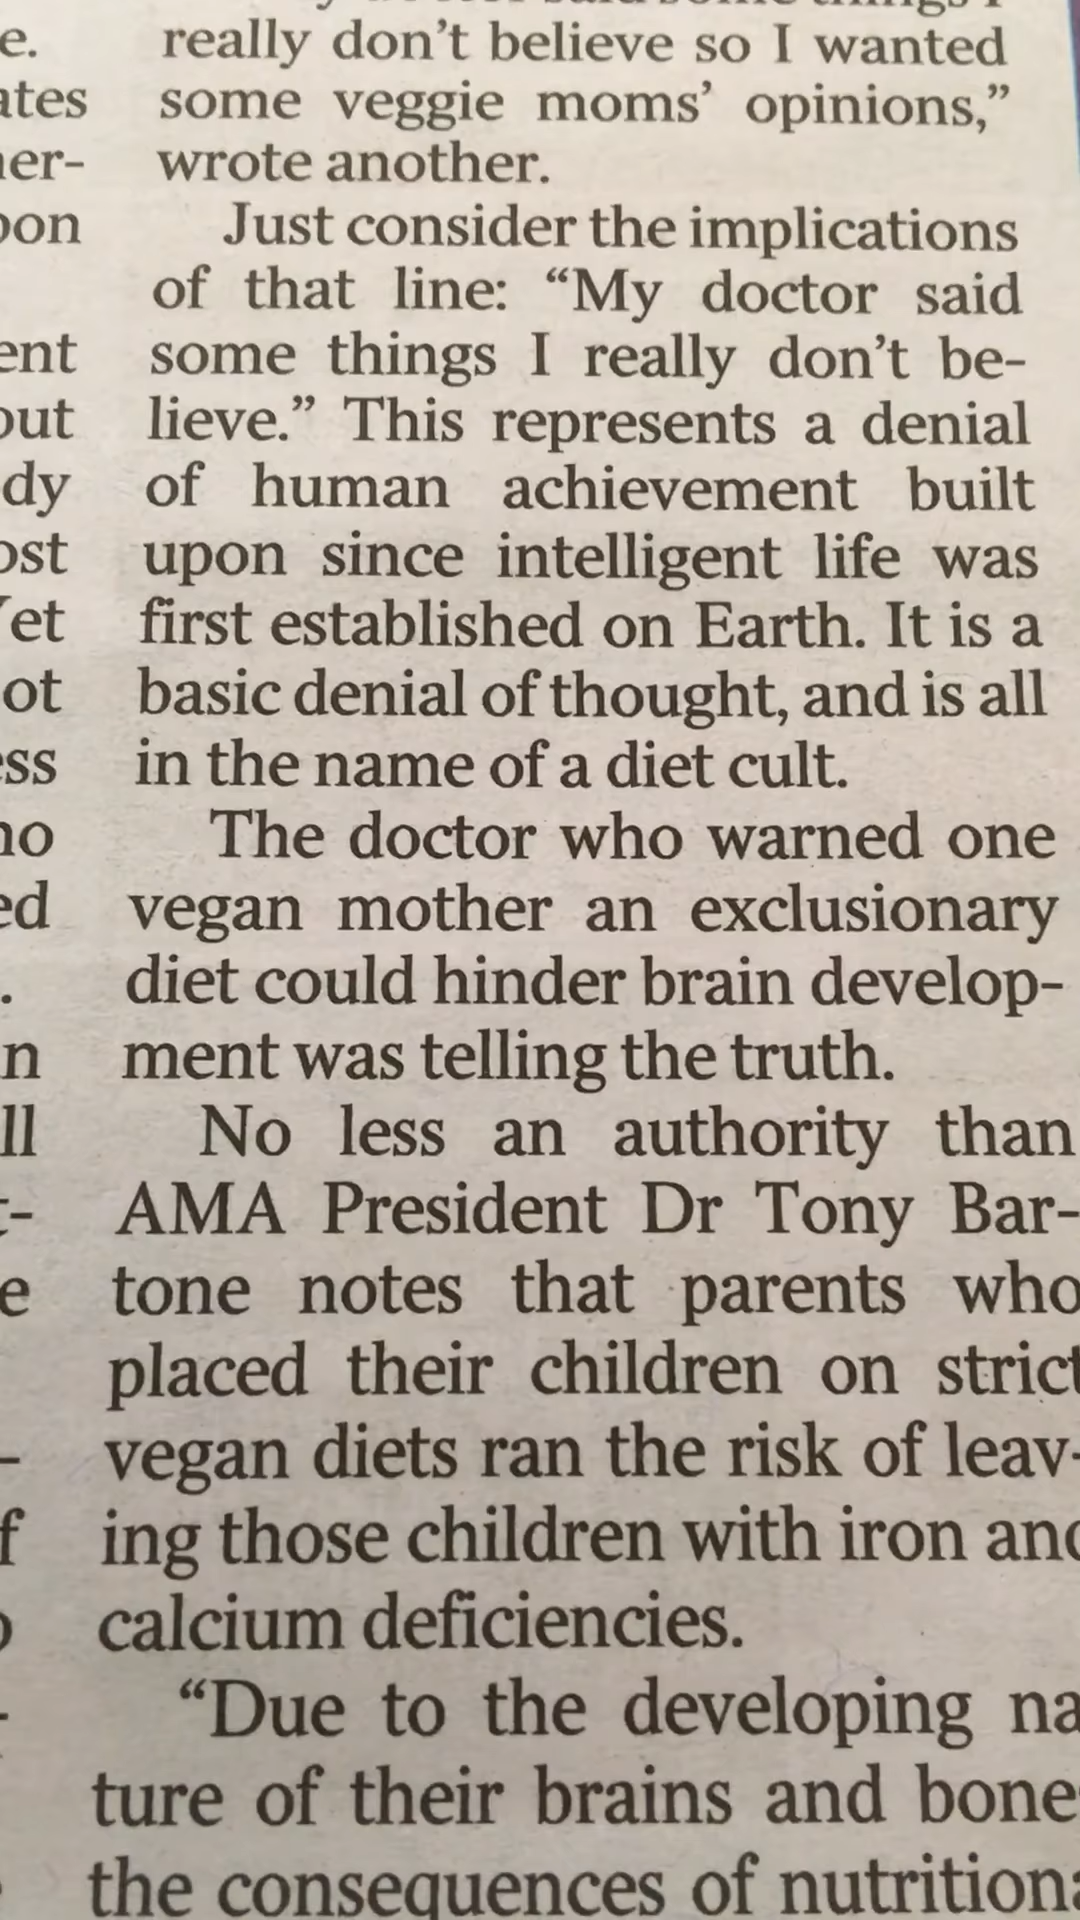 really don't believe so I wanted
some veggie moms' opinions,”
wrote another.
Just consider the implications
of that line: “My doctor said
some things I really don't be-
lieve.” This represents a denial
of human achievement built
upon since intelligent life was
first established on Earth. It is a
basic denial of thought, and is all
in the name of a diet cult.
The doctor who warned one
vegan mother an exclusionary
diet could hinder brain develop-
ment was telling the truth.
No less an authority than
AMA President Dr Tony Bar-
tone notes that parents who
placed their children on strict
vegan diets ran the risk of leav-
ing those children with iron and
calcium deficiencies.
“Due to the developing na
ture of their brains and bone
the consequences of nutritiona